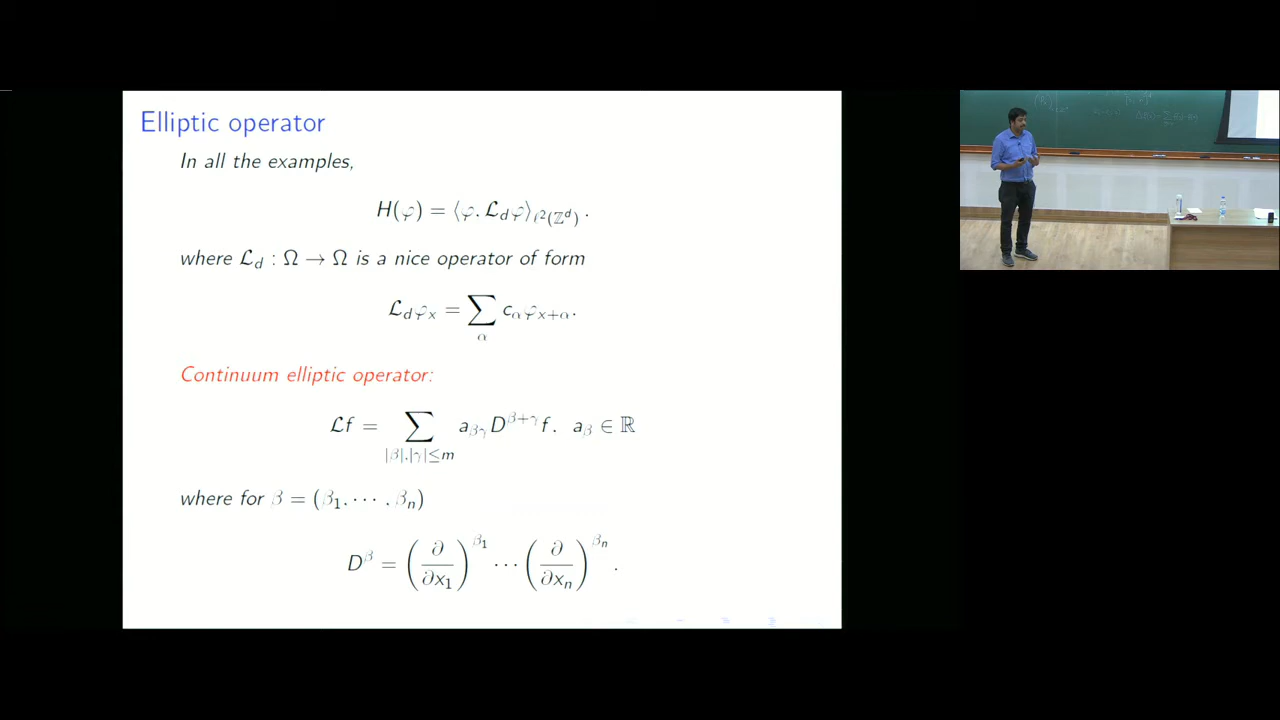 Elliptic operator
In all the examples,
H(φ) = ⟨φ, ℒ_d φ⟩_{ℓ²(ℤ^d)}.
where ℒ_d : Ω → Ω is a nice operator of form
ℒ_d φ_x = ∑_α c_α φ_{x+α}.
Continuum elliptic operator:
ℒf = ∑_{|β|,|γ|≤m} a_{βγ} D^{β+γ} f, a_β ∈ ℝ
where for β = (β_1, ⋯ , β_n)
D^β = (∂/∂x_1)^{β_1} ⋯ (∂/∂x_n)^{β_n}.